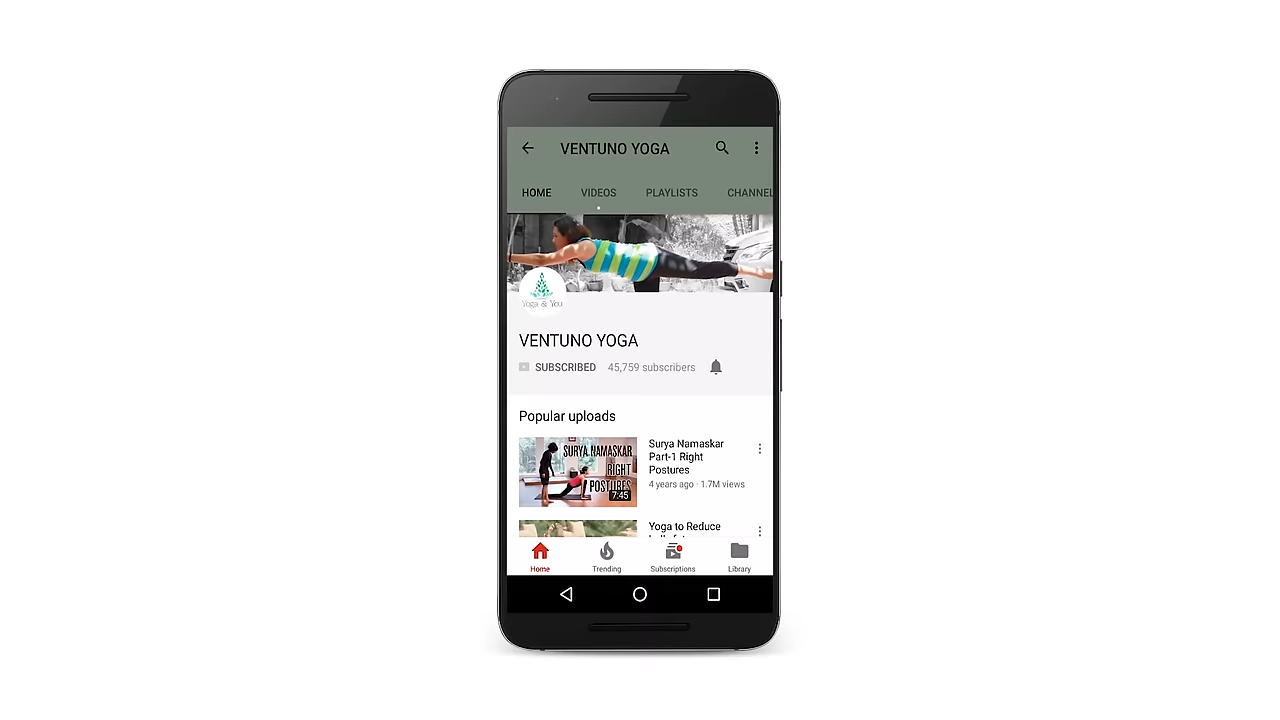 VENTUNO YOGA
HOME VIDEOS PLAYLISTS CHANNEL
Yoga & You
VENTUNO YOGA
SUBSCRIBED 45,759 subscribers
Popular uploads
SURYA NAMASKAR
RIGHT
POSTURES
7:45
Surya Namaskar
Part-1 Right
Postures
4 years ago · 1.7M views
Yoga to Reduce
Home Trending Subscriptions Library